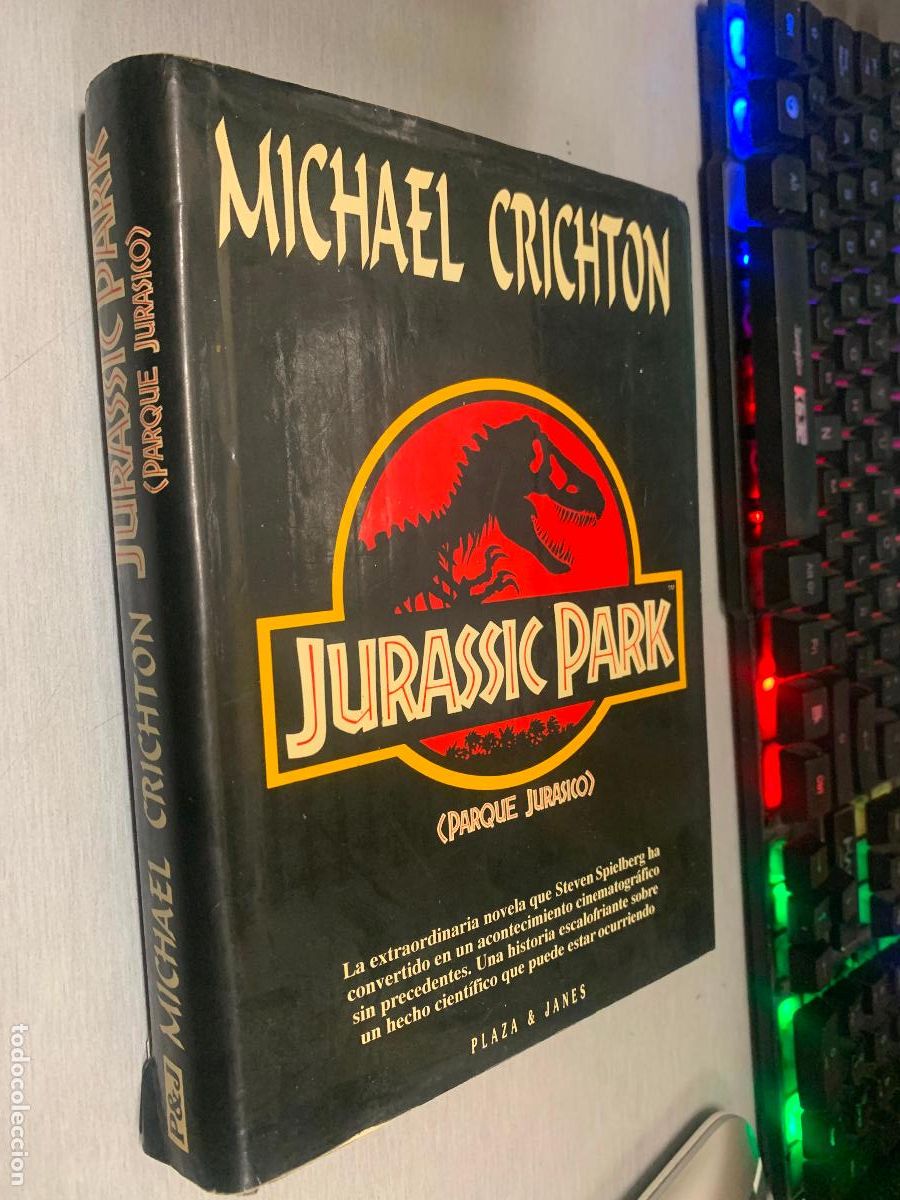 MICHAEL CRICHTON
JURASSIC PARK
TM
(PARQUE JURASICO)
La extraordinaria novela que Steven Spielberg ha
convertido en un acontecimiento cinematográfico
sin precedentes. Una historia escalofriante sobre
un hecho científico que puede estar ocurriendo
PLAZA & JANES
P&J MICHAEL CRICHTON JURASSIC PARK
(PARQUE JURASICO)
todocoleccion